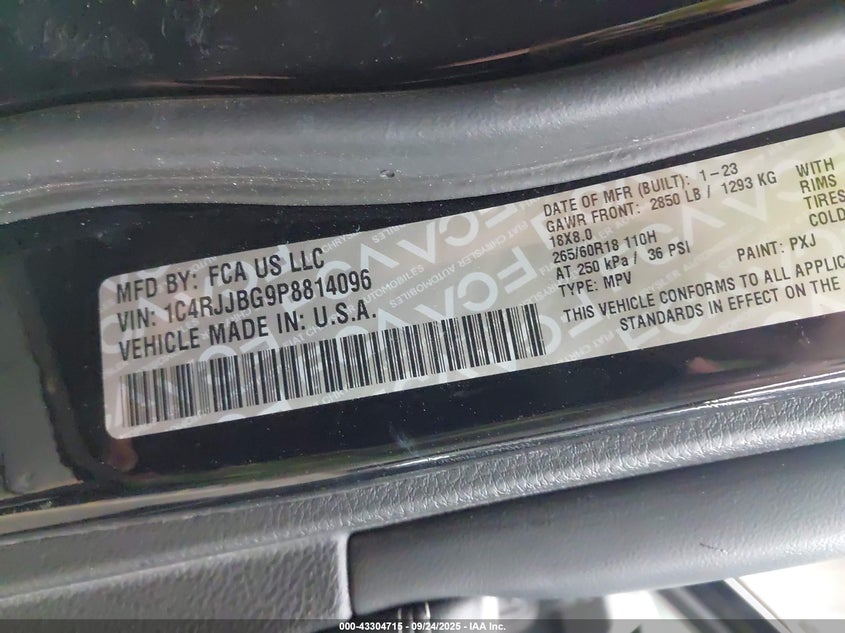 MFD BY: FCA US LLC
VIN: 1C4RJJBG9P8814096
VEHICLE MADE IN: U.S.A.
DATE OF MFR (BUILT): 1-23
GAWR FRONT: 2850 LB / 1293 KG
18X8.0
265/60R18 110H
AT 250 kPa / 36 PSI
TYPE: MPV
PAINT: PXJ
WITH
RIMS
TIRES
COLD
THIS VEHICLE CONFORMS TO ALL APPLIC
STANDARDS IN EFFECT ON
000-43304715 - 09/24/2025 - IAA Inc.